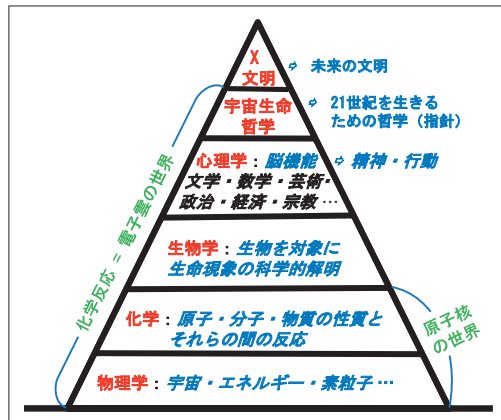 X
文明
⇨ 未来の文明
宇宙生命
哲学
⇨ 21世紀を生きる
ための哲学（指針）
心理学：脳機能 ⇨ 精神・行動
文学・数学・芸術・
政治・経済・宗教…
生物学：生物を対象に
生命現象の科学的解明
化学：原子・分子・物質の性質と
それらの間の反応
物理学：宇宙・エネルギー・素粒子…
化学反応 = 電子雲の世界
原子核
の世界